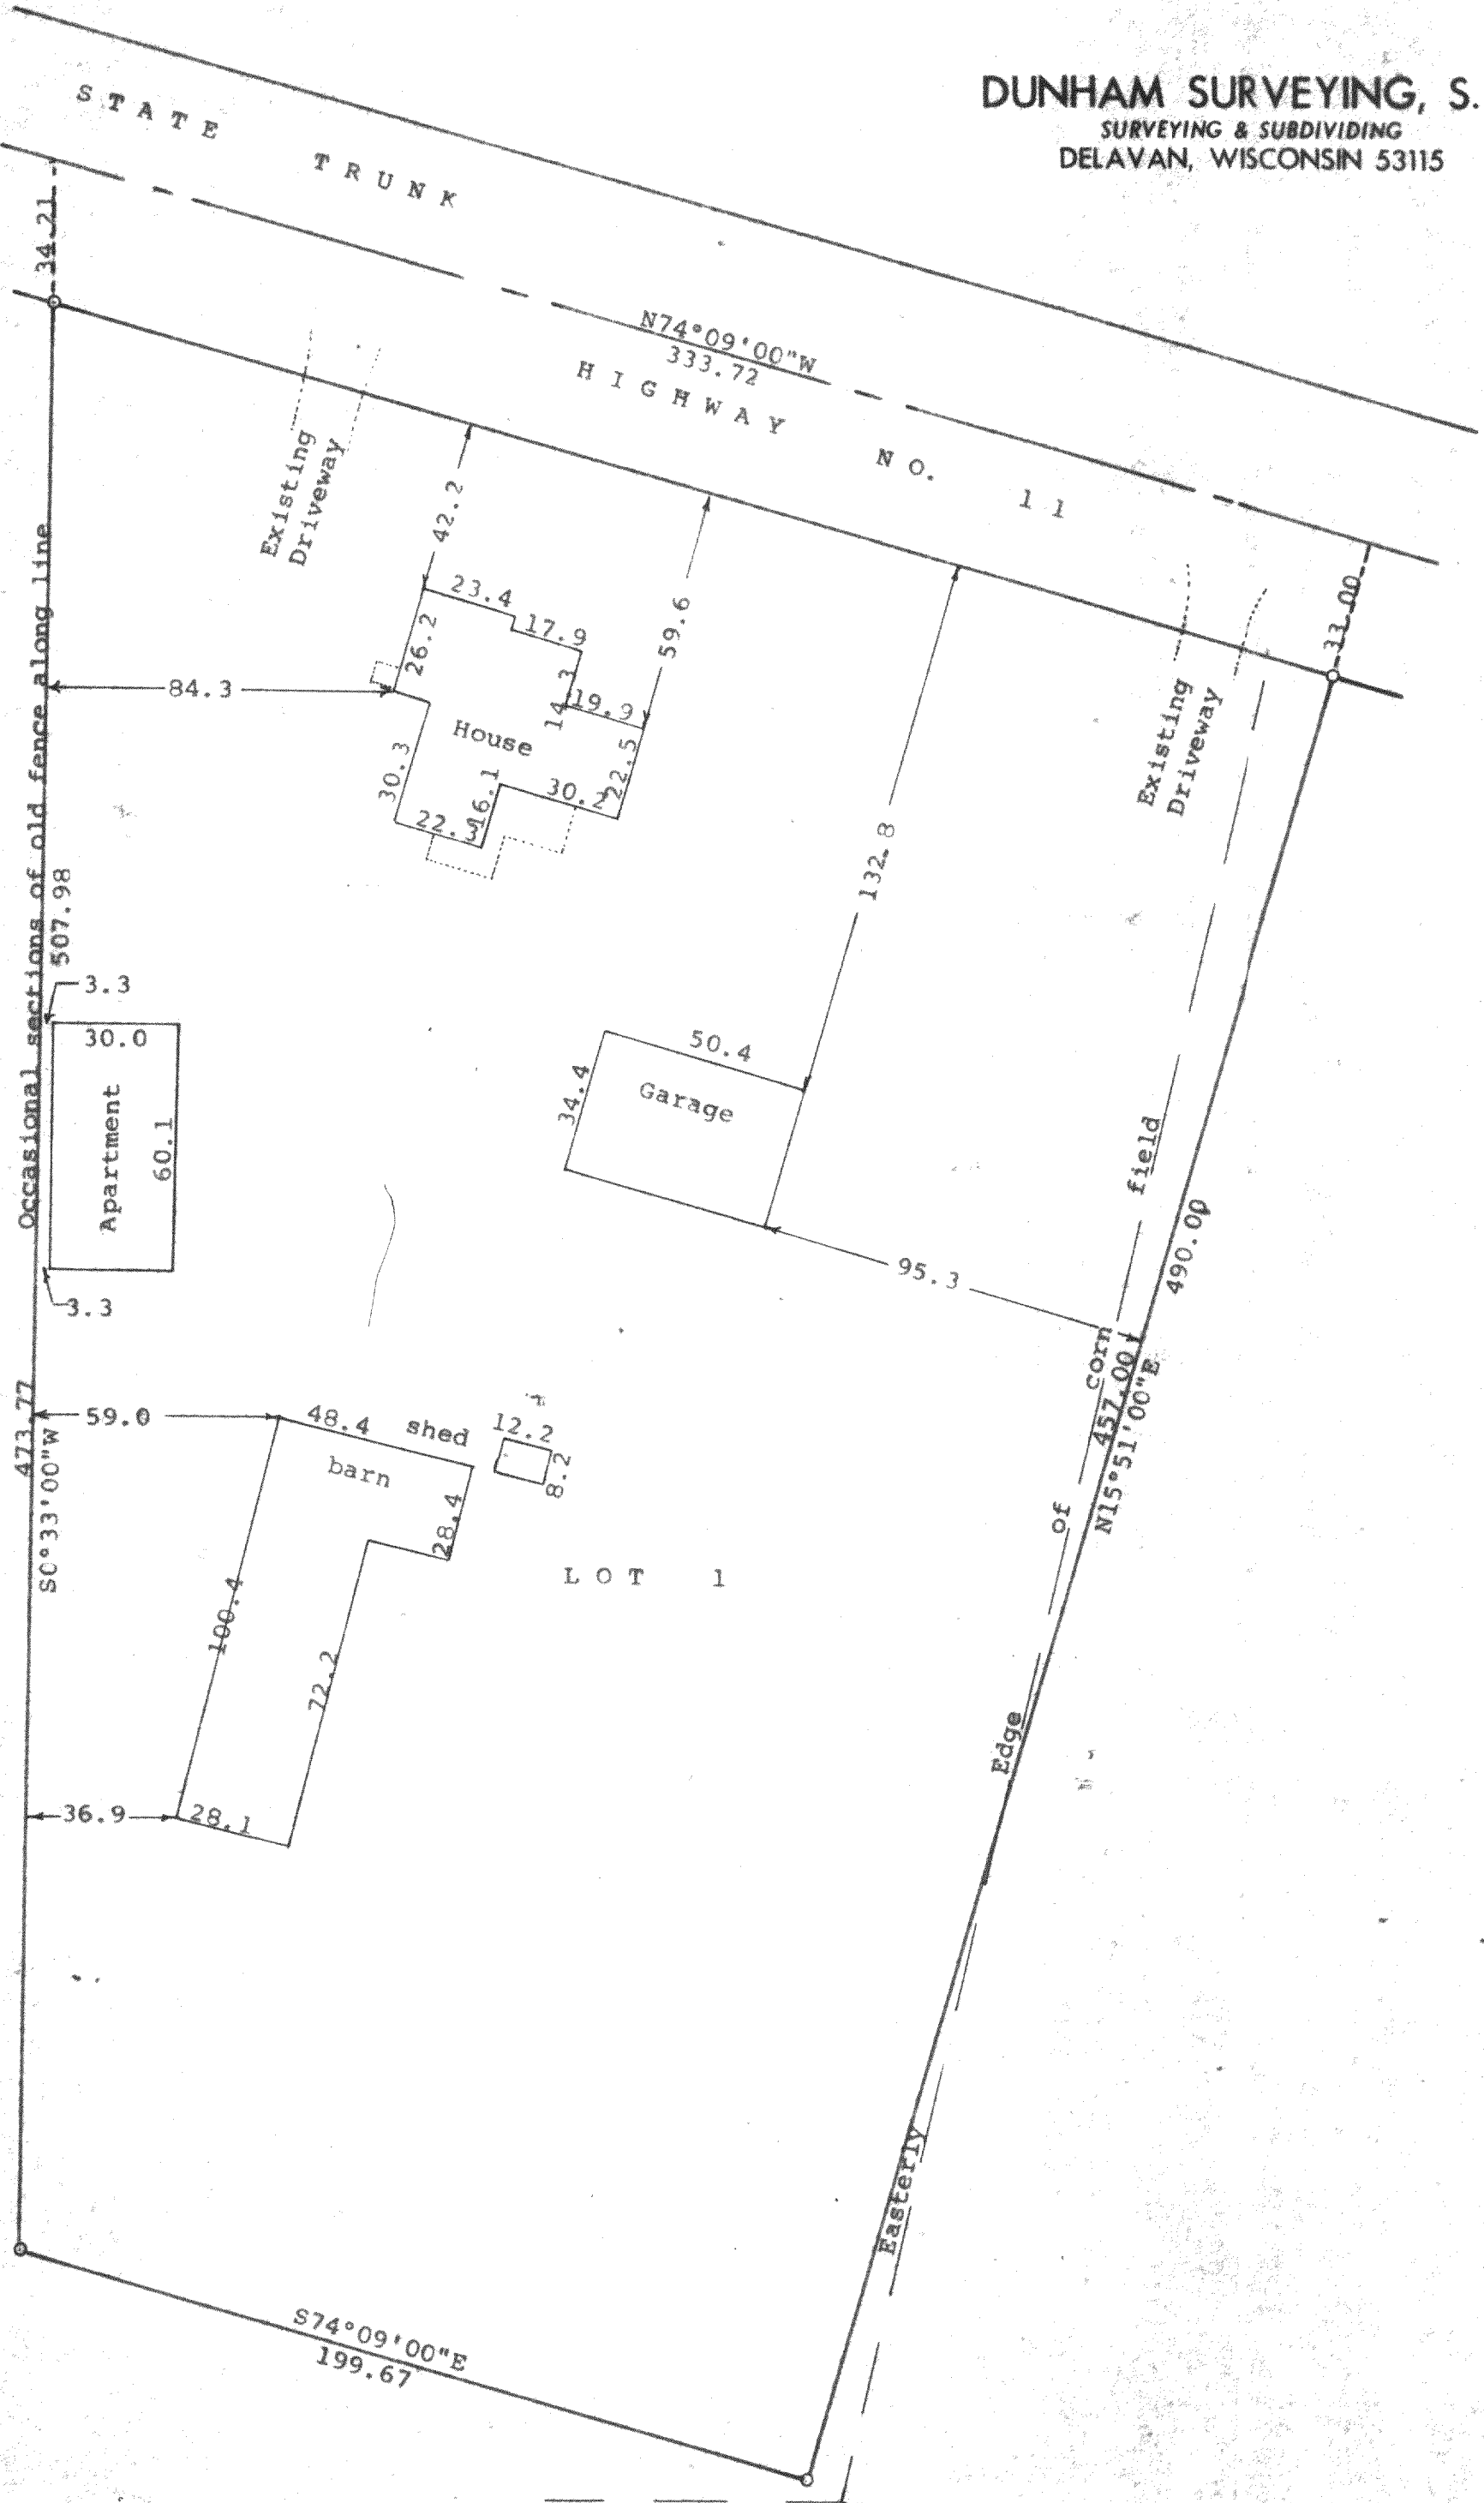 DUNHAM SURVEYING, S.
SURVEYING & SUBDIVIDING
DELAVAN, WISCONSIN 53115
STATE TRUNK
HIGHWAY NO. 11
N74°09'00"W
333.72
34.21
33.00
Existing
Driveway
42.2
23.4
17.9
26.2
59.6
84.3
14.3
19.9
House
22.5
30.3
16.1
30.2
22.3
132.8
Existing
Driveway
Occasional sections of old fence along line
507.98
3.3
30.0
Apartment
60.1
3.3
50.4
34.4
Garage
95.3
490.00
457.00
N15°51'00"E
Easterly Edge of corn field
473.77
S0°33'00"W
59.0
48.4
shed
12.2
8.2
barn
28.4
LOT 1
100.4
72.2
36.9
28.1
S74°09'00"E
199.67